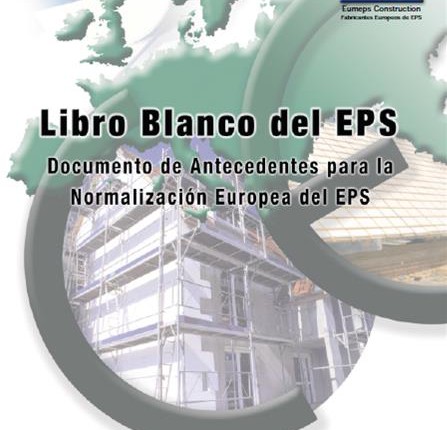 Eumeps Construction
Fabricantes Europeos de EPS
Libro Blanco del EPS
Documento de Antecedentes para la
Normalización Europea del EPS